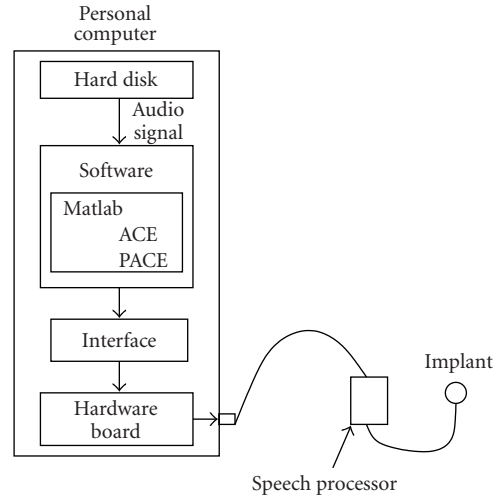 Personal
computer
Hard disk
Audio
signal
Software
Matlab
ACE
PACE
Interface
Hardware
board
Implant
Speech processor